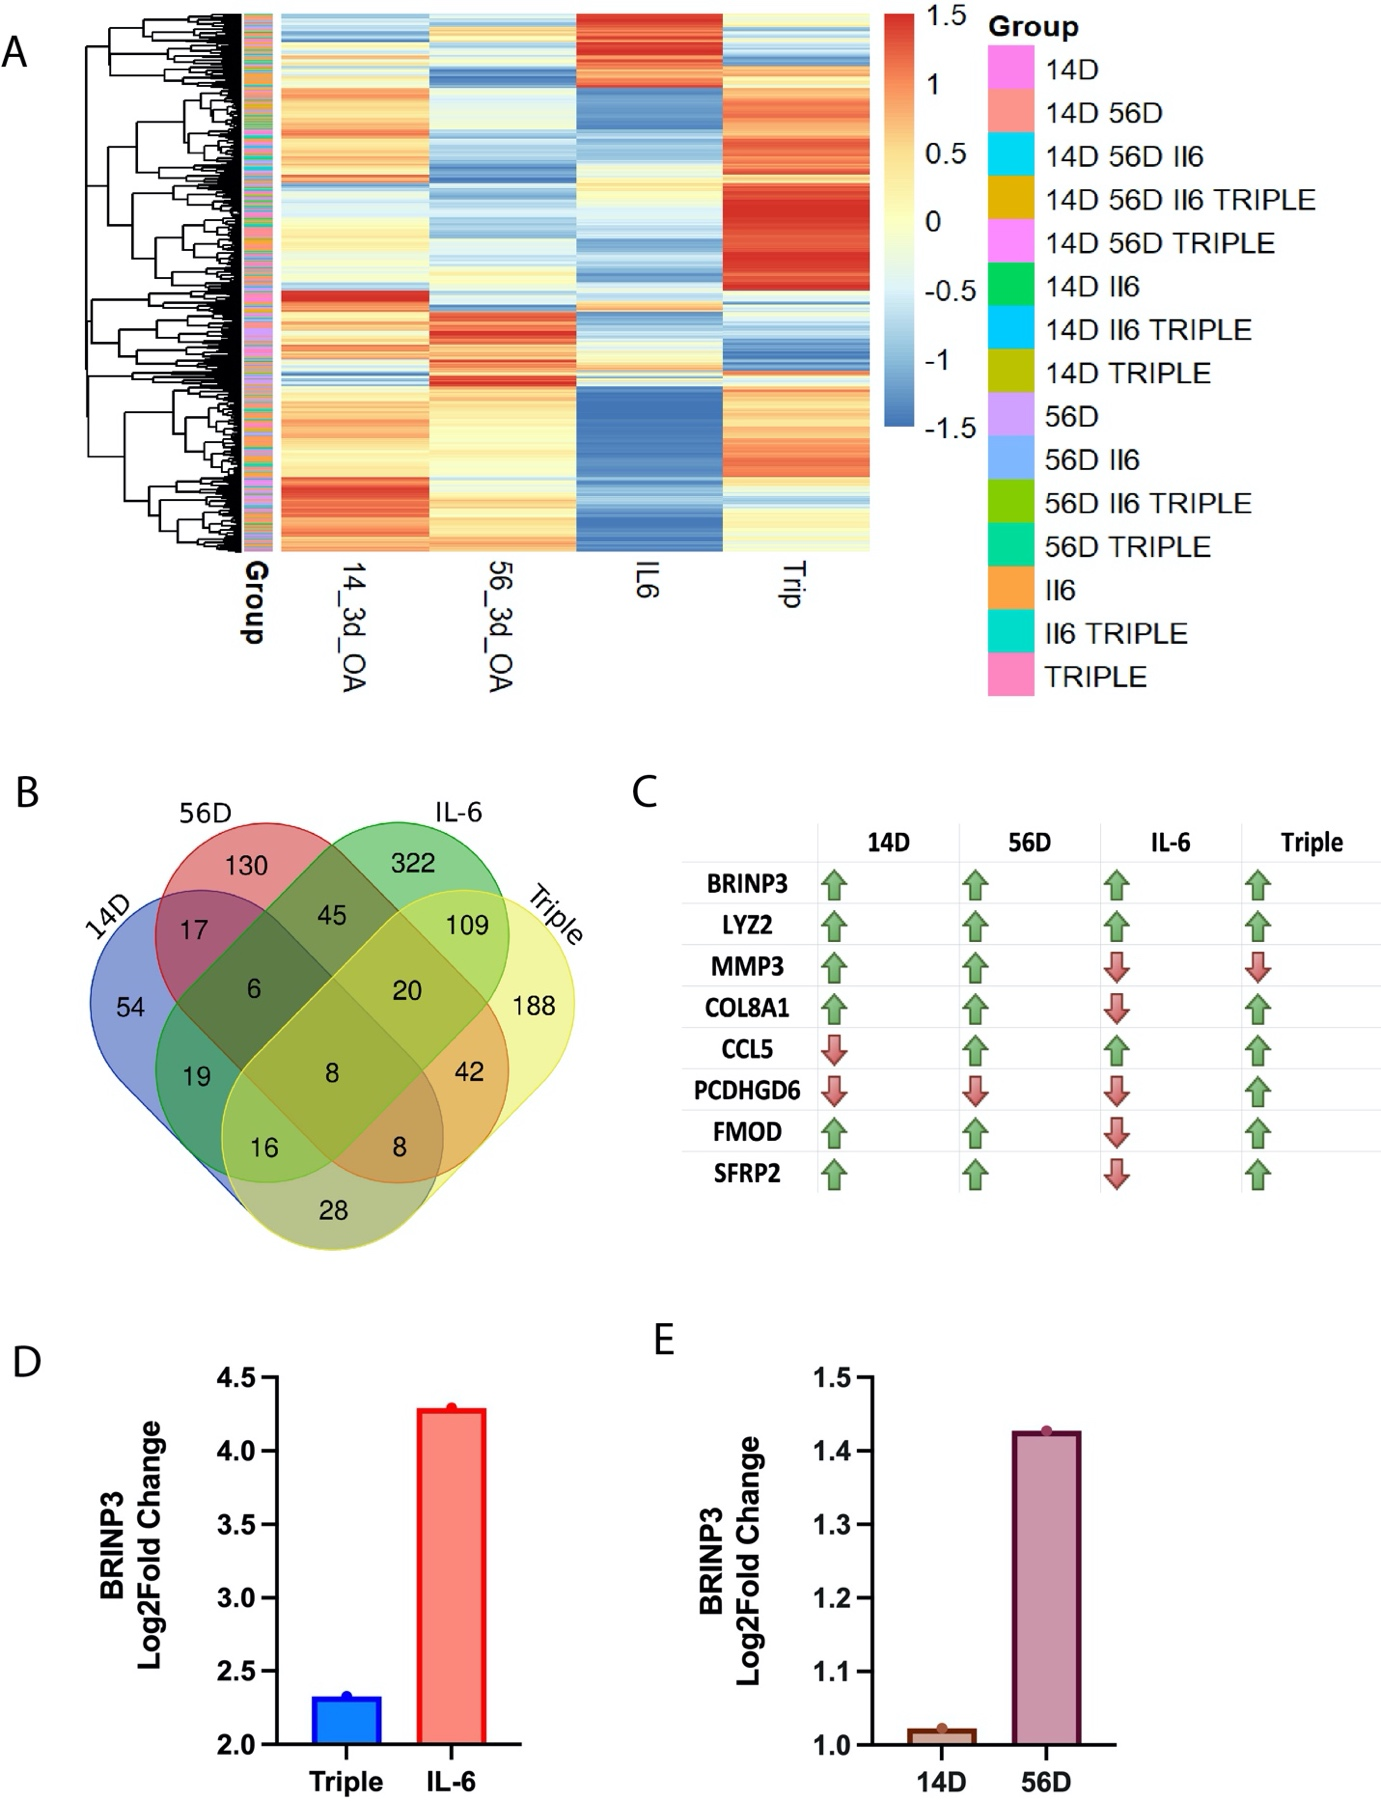 A
1.5
1
0.5
0
-0.5
-1
-1.5
Group
14D
14D 56D
14D 56D Il6
14D 56D Il6 TRIPLE
14D 56D TRIPLE
14D Il6
14D Il6 TRIPLE
14D TRIPLE
56D
56D Il6
56D Il6 TRIPLE
56D TRIPLE
Il6
Il6 TRIPLE
TRIPLE
Group
14_3d_OA
56_3d_OA
IL6
Trip
B
56D
IL-6
14D
Triple
130
322
17
45
109
54
6
20
188
19
8
42
16
8
28
C
14D 56D IL-6 Triple
BRINP3
LYZ2
MMP3
COL8A1
CCL5
PCDHGD6
FMOD
SFRP2
D
BRINP3
Log2Fold Change
4.5
4.0
3.5
3.0
2.5
2.0
Triple IL-6
E
BRINP3
Log2Fold Change
1.5
1.4
1.3
1.2
1.1
1.0
14D 56D